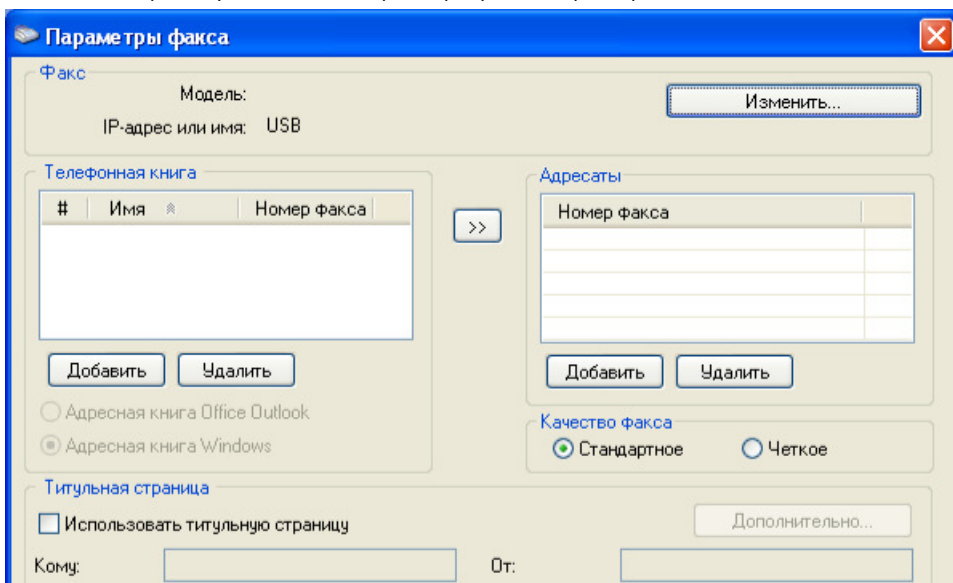 Параметры факса
Факс
Модель:
Изменить...
IP-адрес или имя: USB
Телефонная книга
Адресаты
# Имя Номер факса
>>
Номер факса
Добавить Удалить
Добавить Удалить
Адресная книга Office Outlook
Адресная книга Windows
Качество факса
Стандартное Четкое
Титульная страница
Использовать титульную страницу
Дополнительно...
Кому: От: